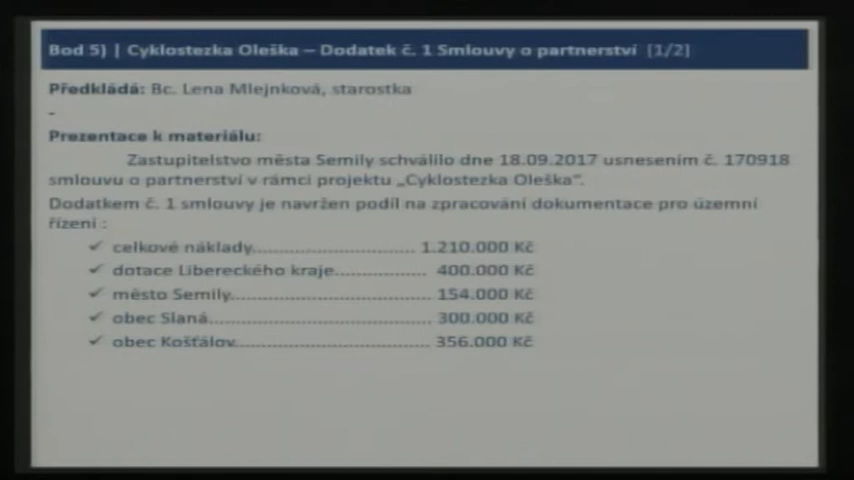 Bod 5) | Cyklostezka Oleška – Dodatek č. 1 Smlouvy o partnerství [1/2]
Předkládá: Bc. Lena Mlejnková, starostka
-
Prezentace k materiálu:
Zastupitelstvo města Semily schválilo dne 18.09.2017 usnesením č. 170918
smlouvu o partnerství v rámci projektu „Cyklostezka Oleška“.
Dodatkem č. 1 smlouvy je navržen podíl na zpracování dokumentace pro územní
řízení :
✓ celkové náklady........................... 1.210.000 Kč
✓ dotace Libereckého kraje............... 400.000 Kč
✓ město Semily................................. 154.000 Kč
✓ obec Slaná..................................... 300.000 Kč
✓ obec Košťálov................................ 356.000 Kč